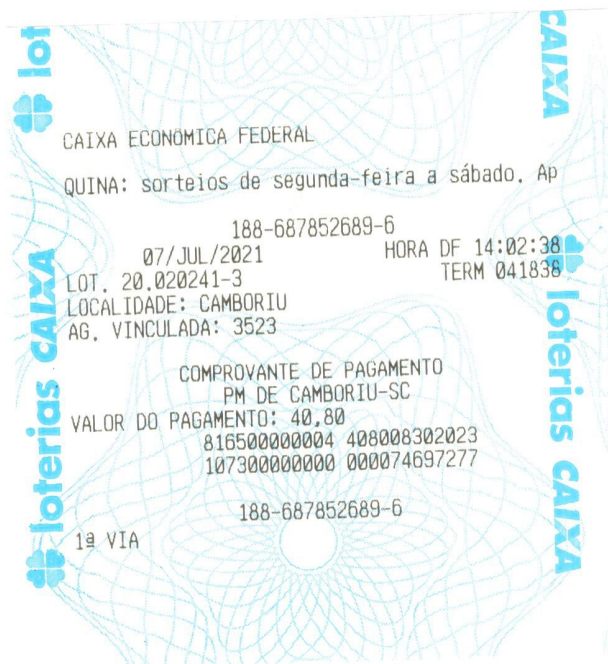 lot
CAIXA
CAIXA ECONÔMICA FEDERAL
QUINA: sorteios de segunda-feira a sábado. Ap
188-687852689-6
07/JUL/2021 HORA DF 14:02:38
LOT. 20.020241-3 TERM 041838
LOCALIDADE: CAMBORIU
AG. VINCULADA: 3523
COMPROVANTE DE PAGAMENTO
PM DE CAMBORIU-SC
VALOR DO PAGAMENTO: 40,80
816500000004 408008302023
107300000000 000074697277
188-687852689-6
1ª VIA
loterias CAIXA
loterias CAIXA